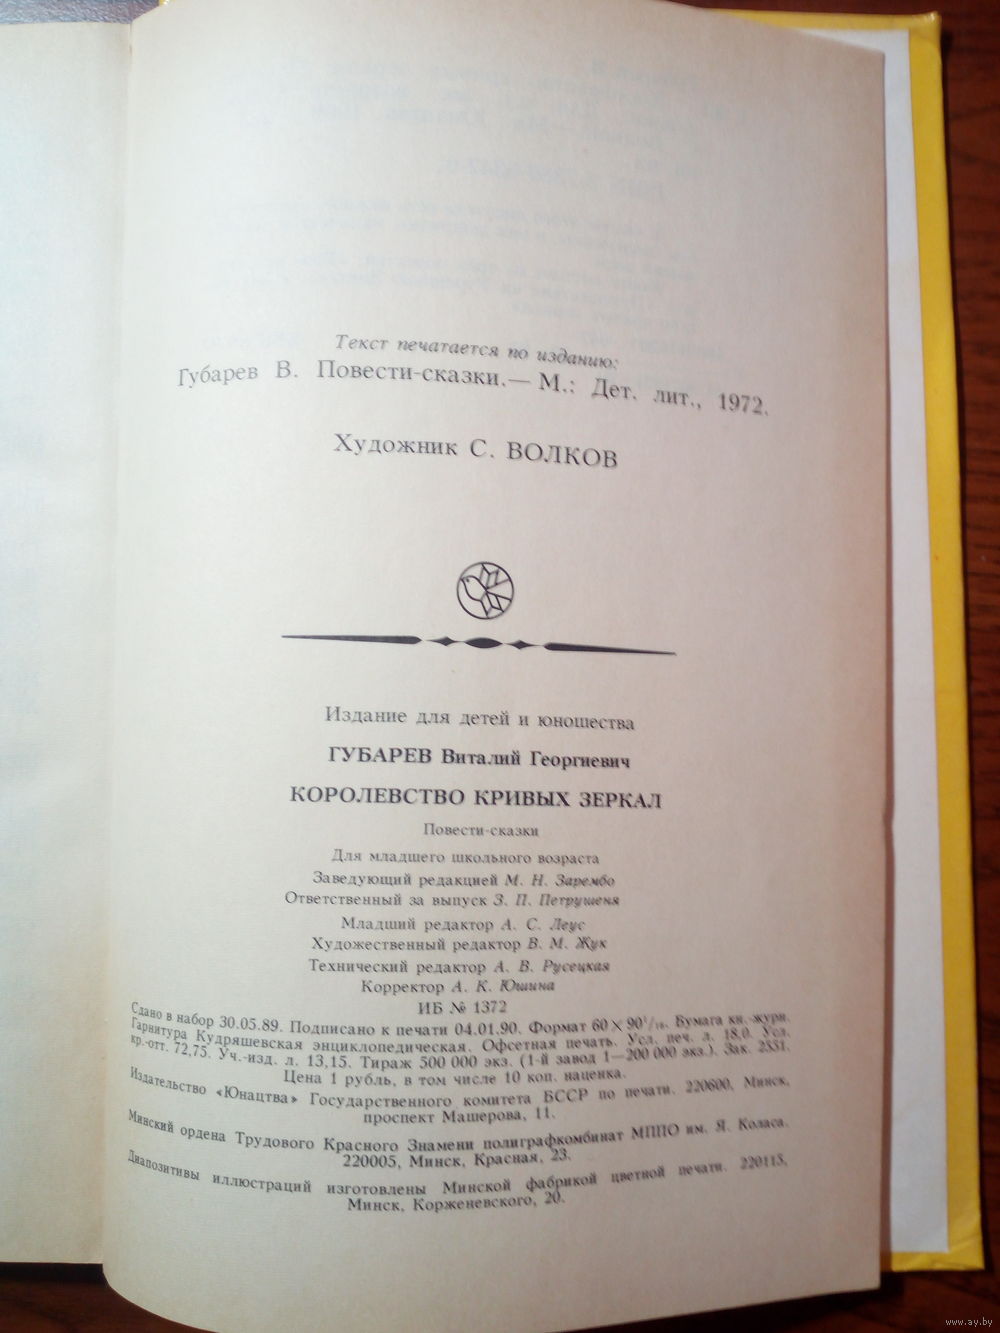 Текст печатается по изданию:
Губарев В. Повести-сказки.— М.: Дет. лит., 1972.
Художник С. ВОЛКОВ
Издание для детей и юношества
ГУБАРЕВ Виталий Георгиевич
КОРОЛЕВСТВО КРИВЫХ ЗЕРКАЛ
Повести-сказки
Для младшего школьного возраста
Заведующий редакцией М. Н. Зарембо
Ответственный за выпуск З. П. Петрушеня
Младший редактор А. С. Леус
Художественный редактор В. М. Жук
Технический редактор А. В. Русецкая
Корректор А. К. Юшина
ИБ № 1372
Сдано в набор 30.05.89. Подписано к печати 04.01.90. Формат 60×90¹/₁₆. Бумага кн.-журн.
Гарнитура Кудряшевская энциклопедическая. Офсетная печать. Усл. печ. л. 18,0. Усл.
кр.-отт. 72,75. Уч.-изд. л. 13,15. Тираж 500 000 экз. (1-й завод 1—200 000 экз.). Зак. 2551.
Цена 1 рубль, в том числе 10 коп. наценка.
Издательство «Юнацтва» Государственного комитета БССР по печати. 220600, Минск,
проспект Машерова, 11.
Минский ордена Трудового Красного Знамени полиграфкомбинат МППО им. Я. Коласа.
220005, Минск, Красная, 23.
Диапозитивы иллюстраций изготовлены Минской фабрикой цветной печати. 220115,
Минск, Корженевского, 20.
www.ay.by